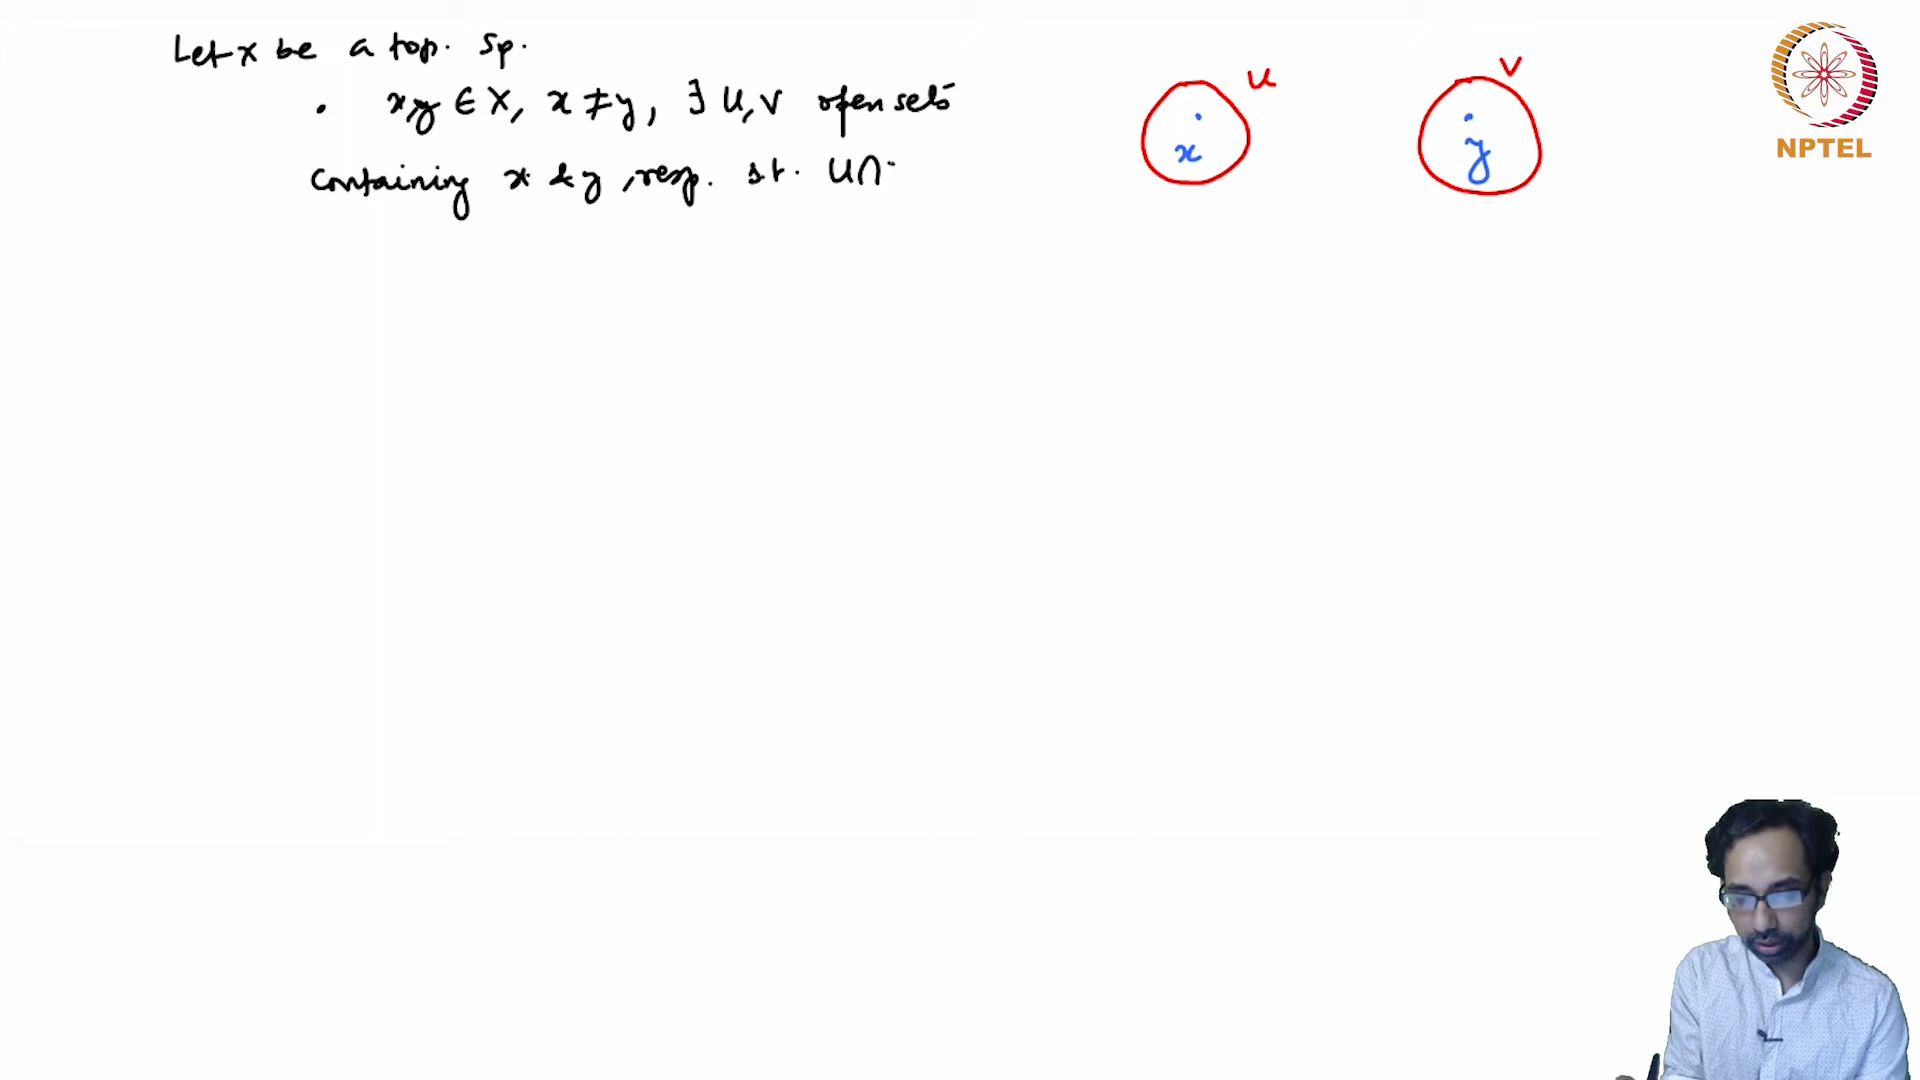 Let X be a top. sp.
• x,y ∈ X, x ≠ y, ∃ U,V open sets
containing x & y, resp. s.t. U∩
U
V
x
y
NPTEL